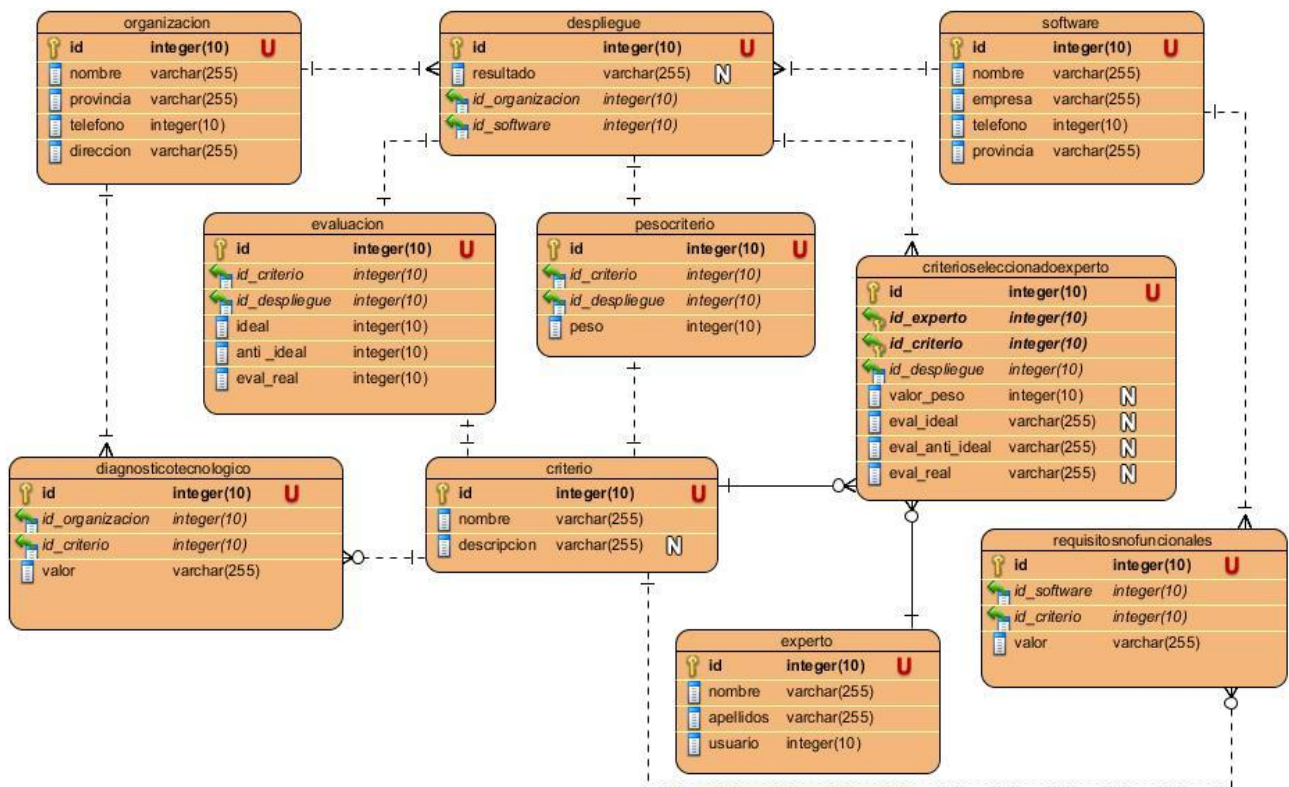 organizacion
id integer(10) U
nombre varchar(255)
provincia varchar(255)
telefono integer(10)
direccion varchar(255)
despliegue
id integer(10) U
resultado varchar(255) N
id_organizacion integer(10)
id_software integer(10)
software
id integer(10) U
nombre varchar(255)
empresa varchar(255)
telefono integer(10)
provincia varchar(255)
evaluacion
id integer(10) U
id_criterio integer(10)
id_despliegue integer(10)
ideal integer(10)
anti _ideal integer(10)
eval_real integer(10)
pesocriterio
id integer(10) U
id_criterio integer(10)
id_despliegue integer(10)
peso integer(10)
criterioseleccionadoexperto
id integer(10) U
id_experto integer(10)
id_criterio integer(10)
id_despliegue integer(10)
valor_peso integer(10) N
eval_ideal varchar(255) N
eval_anti_ideal varchar(255) N
eval_real varchar(255) N
diagnosticotecnologico
id integer(10) U
id_organizacion integer(10)
id_criterio integer(10)
valor varchar(255)
criterio
id integer(10) U
nombre varchar(255)
descripcion varchar(255) N
requisitosnofuncionales
id integer(10) U
id_software integer(10)
id_criterio integer(10)
valor varchar(255)
experto
id integer(10) U
nombre varchar(255)
apellidos varchar(255)
usuario integer(10)